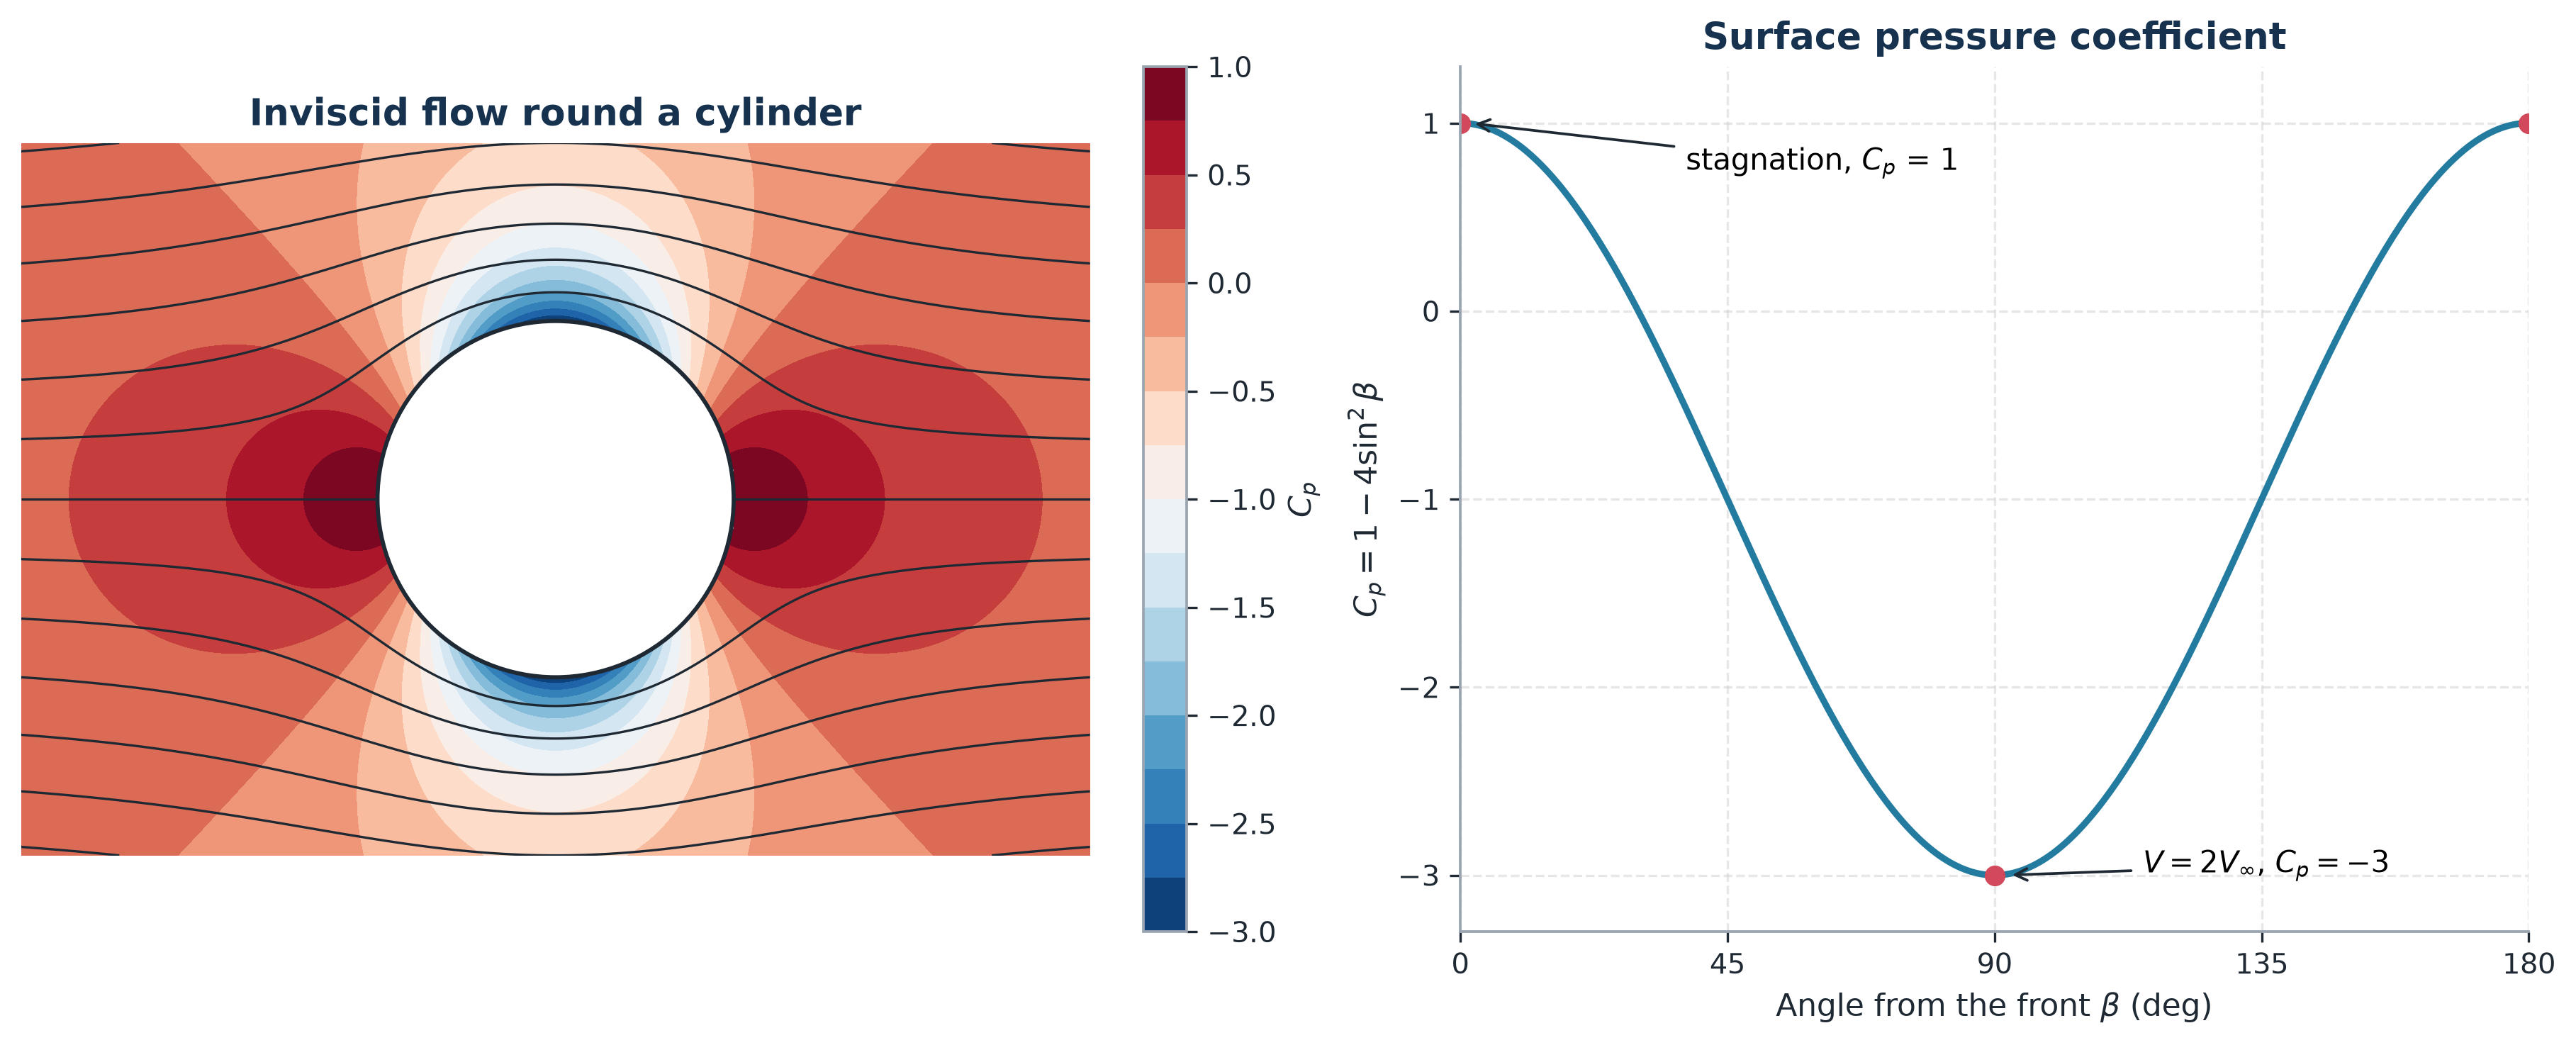 Inviscid flow round a cylinder
1.0
0.5
0.0
−0.5
−1.0
−1.5
−2.0
−2.5
−3.0
C_p
Surface pressure coefficient
C_p = 1 − 4sin² β
1
0
−1
−2
−3
stagnation, C_p = 1
V = 2V_∞, C_p = −3
0 45 90 135 180
Angle from the front β (deg)